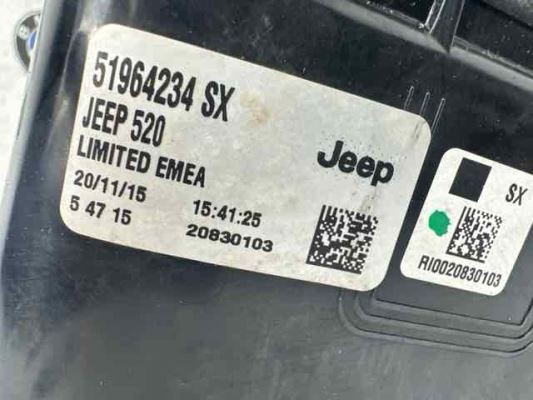 51964234 SX
JEEP 520
LIMITED EMEA
Jeep
20/11/15 15:41:25
5 47 15 20830103
SX
RI0020830103